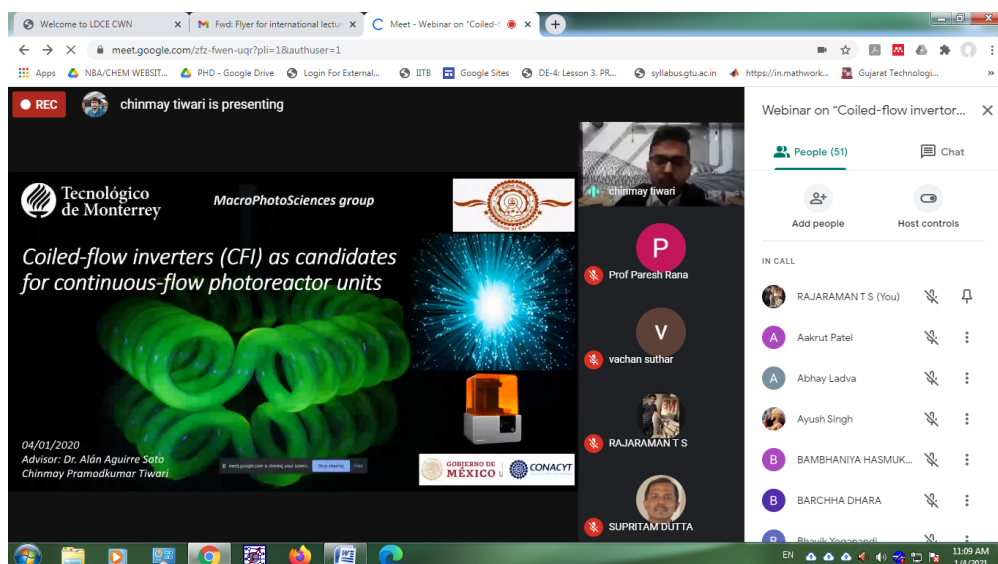 Welcome to LDCE CWN
Fwd: Flyer for international lectur
Meet - Webinar on "Coiled-fl
meet.google.com/zfz-fwen-uqr?pli=1&authuser=1
Apps
NBA/CHEM WEBSIT...
PHD - Google Drive
Login For External...
IITB
Google Sites
DE-4: Lesson 3. PR...
syllabus.gtu.ac.in
https://in.mathwork...
Gujarat Technologi...
REC
chinmay tiwari is presenting
Tecnológico
de Monterrey
MacroPhotoSciences group
Coiled-flow inverters (CFI) as candidates
for continuous-flow photoreactor units
04/01/2020
Advisor: Dr. Alán Aguirre Soto
Chinmay Pramodkumar Tiwari
meet.google.com is sharing your screen.
Stop sharing
Hide
GOBIERNO DE
MÉXICO
CONACYT
chinmay tiwari
P
Prof Paresh Rana
V
vachan suthar
RAJARAMAN T S
SUPRITAM DUTTA
Webinar on "Coiled-flow invertor...
People (51)
Chat
Add people
Host controls
IN CALL
RAJARAMAN T S (You)
A
Aakrut Patel
A
Abhay Ladva
Ayush Singh
B
BAMBHANIYA HASMUK...
B
BARCHHA DHARA
B
Bhavik Yoganandi
EN
11:09 AM
1/4/2021